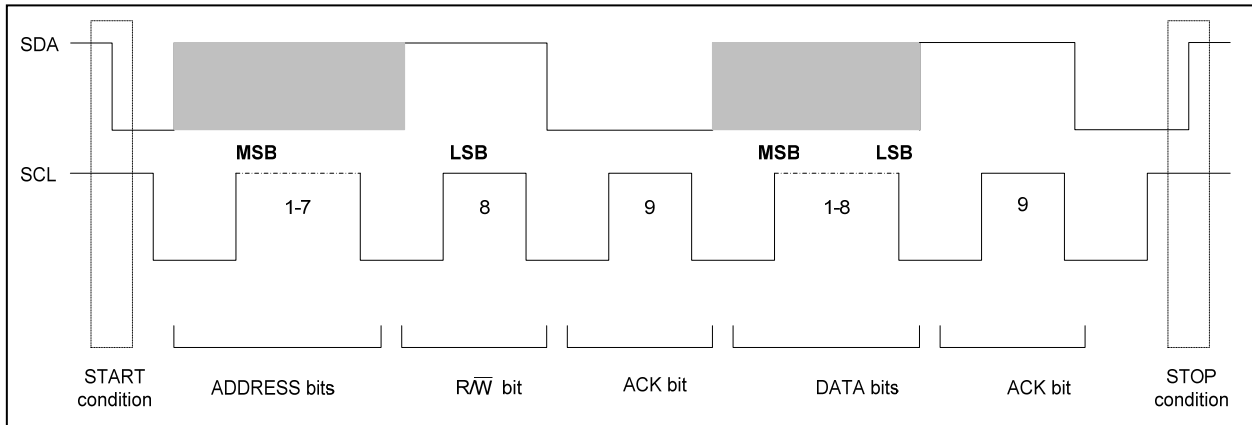 SDA
MSB LSB MSB LSB
SCL
1-7 8 9 1-8 9
START condition
ADDRESS bits R/W̅ bit ACK bit DATA bits ACK bit
STOP condition